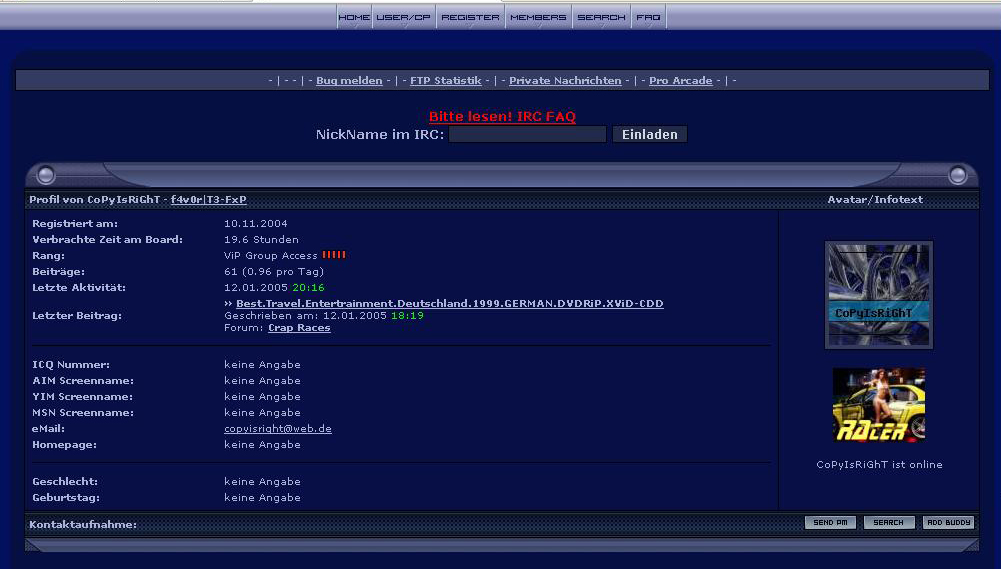 HOME USER/CP REGISTER MEMBERS SEARCH FAQ
- | - - | - Bug melden - | - FTP Statistik - | - Private Nachrichten - | - Pro Arcade - | -
Bitte lesen! IRC FAQ
NickName im IRC: Einladen
Profil von CoPyIsRiGhT - f4v0r|T3-FxP
Avatar/Infotext
Registriert am: 10.11.2004
Verbrachte Zeit am Board: 19.6 Stunden
Rang: ViP Group Access
Beiträge: 61 (0.96 pro Tag)
Letzte Aktivität: 12.01.2005 20:16
Letzter Beitrag: » Best.Travel.Entertrainment.Deutschland.1999.GERMAN.DVDRiP.XViD-CDD
Geschrieben am: 12.01.2005 18:19
Forum: Crap Races
ICQ Nummer: keine Angabe
AIM Screenname: keine Angabe
YIM Screenname: keine Angabe
MSN Screenname: keine Angabe
eMail: copyisright@web.de
Homepage: keine Angabe
Geschlecht: keine Angabe
Geburtstag: keine Angabe
CoPyIsRiGhT
RACER
CoPyIsRiGhT ist online
Kontaktaufnahme: SEND PM SEARCH ADD BUDDY